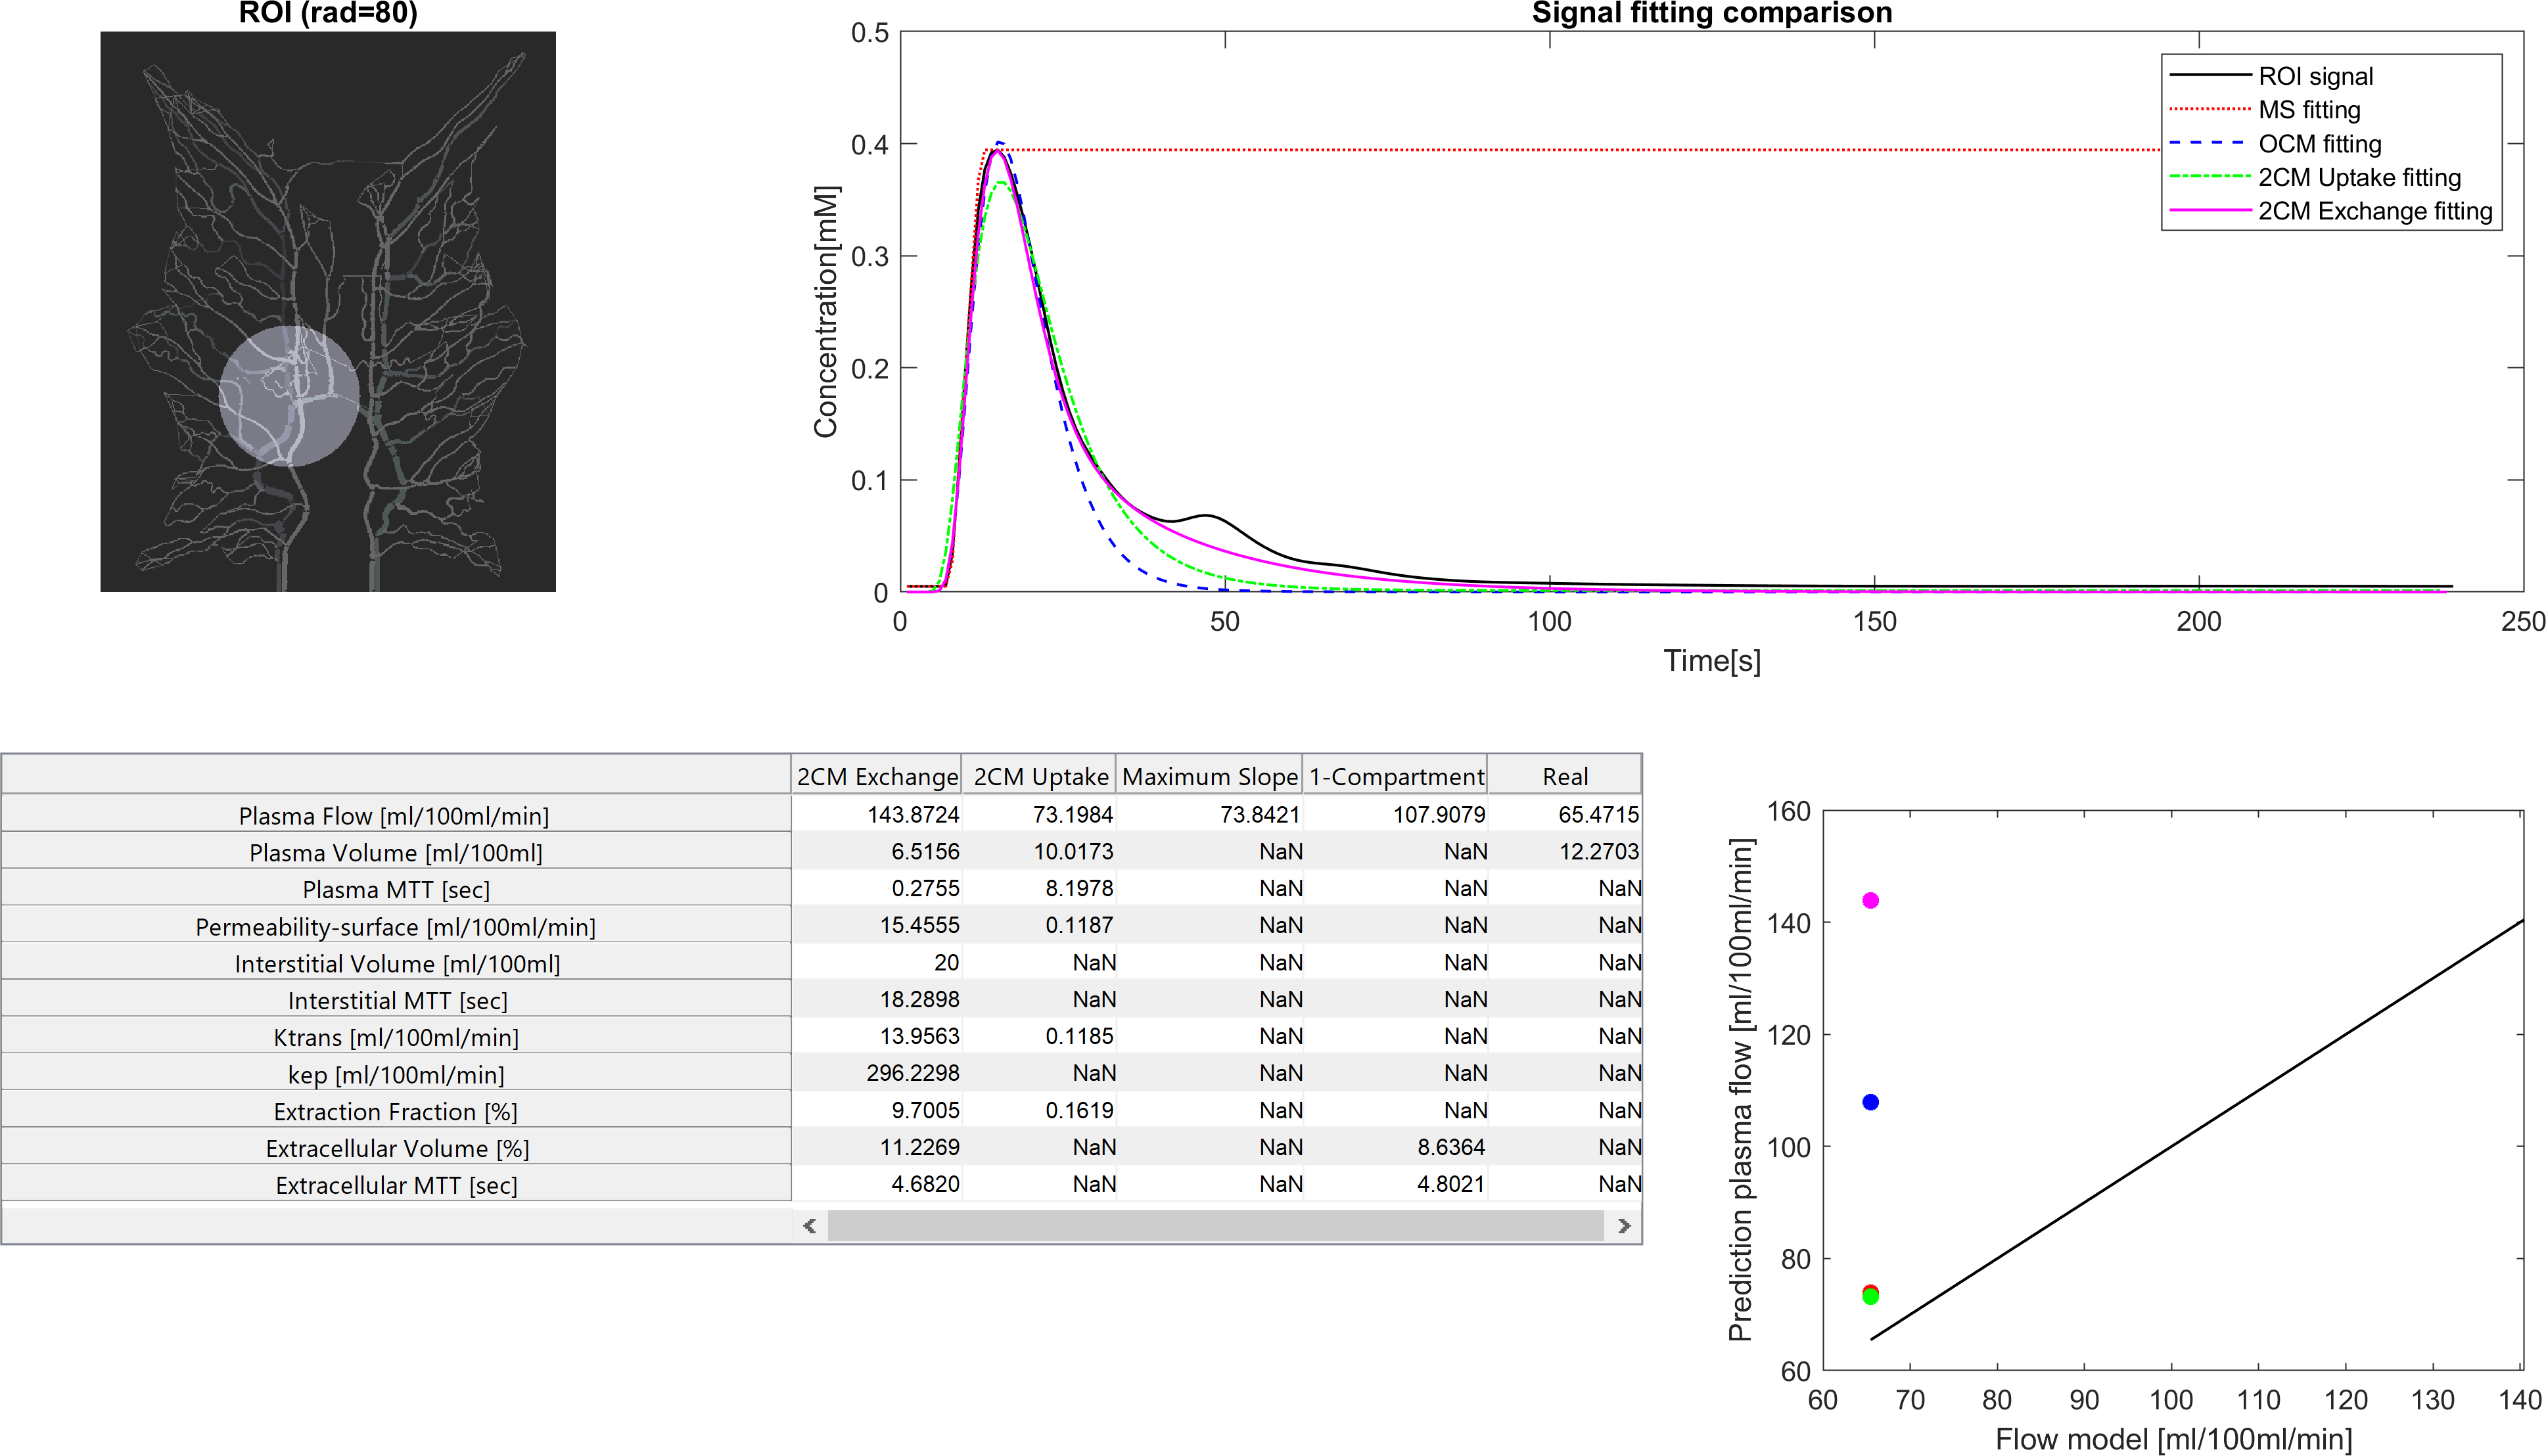 ROI (rad=80)
Signal fitting comparison
0.5
0.4
0.3
0.2
0.1
0
Concentration[mM]
0 50 100 150 200 250
Time[s]
ROI signal
MS fitting
OCM fitting
2CM Uptake fitting
2CM Exchange fitting
2CM Exchange 2CM Uptake Maximum Slope 1-Compartment Real
Plasma Flow [ml/100ml/min] 143.8724 73.1984 73.8421 107.9079 65.4715
Plasma Volume [ml/100ml] 6.5156 10.0173 NaN NaN 12.2703
Plasma MTT [sec] 0.2755 8.1978 NaN NaN NaN
Permeability-surface [ml/100ml/min] 15.4555 0.1187 NaN NaN NaN
Interstitial Volume [ml/100ml] 20 NaN NaN NaN NaN
Interstitial MTT [sec] 18.2898 NaN NaN NaN NaN
Ktrans [ml/100ml/min] 13.9563 0.1185 NaN NaN NaN
kep [ml/100ml/min] 296.2298 NaN NaN NaN NaN
Extraction Fraction [%] 9.7005 0.1619 NaN NaN NaN
Extracellular Volume [%] 11.2269 NaN NaN 8.6364 NaN
Extracellular MTT [sec] 4.6820 NaN NaN 4.8021 NaN
160
140
120
100
80
60
Prediction plasma flow [ml/100ml/min]
60 70 80 90 100 110 120 130 140
Flow model [ml/100ml/min]